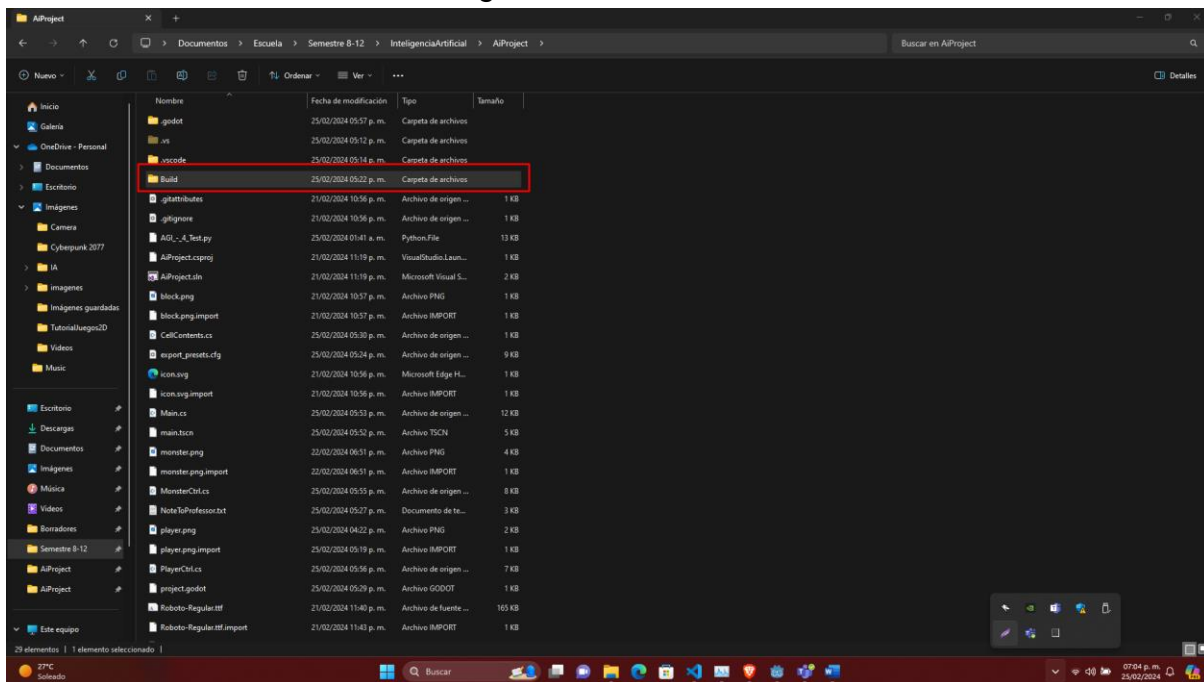 AiProject
Documentos > Escuela > Semestre 8-12 > InteligenciaArtificial > AiProject >
Buscar en AiProject
Nuevo
Ordenar
Ver
Detalles
Inicio
Galería
OneDrive - Personal
Documentos
Escritorio
Imágenes
Camera
Cyberpunk 2077
IA
imagenes
Imágenes guardadas
TutorialJuegos2D
Videos
Music
Escritorio
Descargas
Documentos
Imágenes
Música
Videos
Borradores
Semestre 8-12
AiProject
AiProject
Este equipo
Nombre Fecha de modificación Tipo Tamaño
.godot 25/02/2024 05:57 p. m. Carpeta de archivos
.vs 25/02/2024 05:12 p. m. Carpeta de archivos
.vscode 25/02/2024 05:14 p. m. Carpeta de archivos
Build 25/02/2024 05:22 p. m. Carpeta de archivos
.gitattributes 21/02/2024 10:56 p. m. Archivo de origen ... 1 KB
.gitignore 21/02/2024 10:56 p. m. Archivo de origen ... 1 KB
AGI_-_4_Test.py 25/02/2024 01:41 a. m. Python.File 13 KB
AiProject.csproj 21/02/2024 11:19 p. m. VisualStudio.Laun... 1 KB
AiProject.sln 21/02/2024 11:19 p. m. Microsoft Visual S... 2 KB
block.png 21/02/2024 10:57 p. m. Archivo PNG 1 KB
block.png.import 21/02/2024 10:57 p. m. Archivo IMPORT 1 KB
CellContents.cs 25/02/2024 05:30 p. m. Archivo de origen ... 1 KB
export_presets.cfg 25/02/2024 05:24 p. m. Archivo de origen ... 9 KB
icon.svg 21/02/2024 10:56 p. m. Microsoft Edge H... 1 KB
icon.svg.import 21/02/2024 10:56 p. m. Archivo IMPORT 1 KB
Main.cs 25/02/2024 05:53 p. m. Archivo de origen ... 12 KB
main.tscn 25/02/2024 05:52 p. m. Archivo TSCN 5 KB
monster.png 22/02/2024 06:51 p. m. Archivo PNG 4 KB
monster.png.import 22/02/2024 06:51 p. m. Archivo IMPORT 1 KB
MonsterCtrl.cs 25/02/2024 05:55 p. m. Archivo de origen ... 8 KB
NoteToProfessor.txt 25/02/2024 05:27 p. m. Documento de te... 3 KB
player.png 25/02/2024 04:22 p. m. Archivo PNG 2 KB
player.png.import 25/02/2024 05:19 p. m. Archivo IMPORT 1 KB
PlayerCtrl.cs 25/02/2024 05:56 p. m. Archivo de origen ... 7 KB
project.godot 25/02/2024 05:29 p. m. Archivo GODOT 1 KB
Roboto-Regular.ttf 21/02/2024 11:40 p. m. Archivo de fuente ... 165 KB
Roboto-Regular.ttf.import 21/02/2024 11:43 p. m. Archivo IMPORT 1 KB
29 elementos | 1 elemento seleccionado |
27°C
Soleado
Buscar
07:04 p. m.
25/02/2024